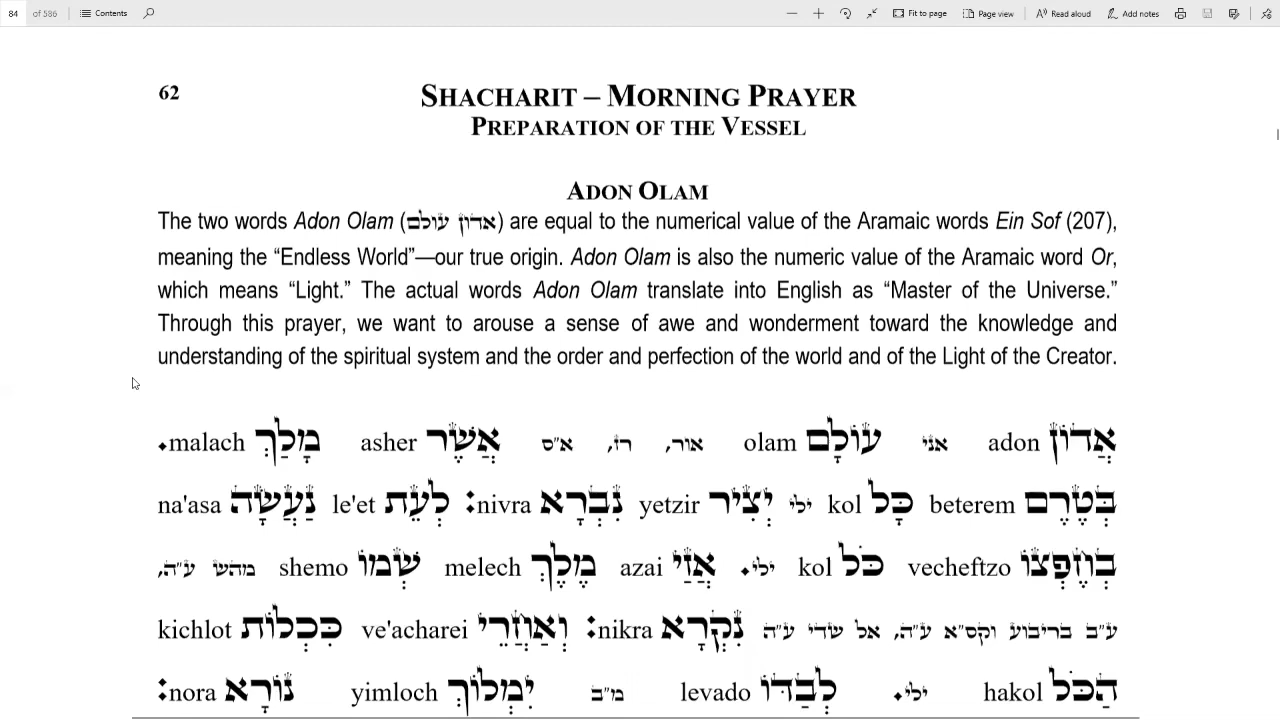 84 of 586 Contents Fit to page Page view Read aloud Add notes
62 SHACHARIT – MORNING PRAYER
PREPARATION OF THE VESSEL
ADON OLAM
The two words Adon Olam (אדון עולם) are equal to the numerical value of the Aramaic words Ein Sof (207),
meaning the “Endless World”—our true origin. Adon Olam is also the numeric value of the Aramaic word Or,
which means “Light.” The actual words Adon Olam translate into English as “Master of the Universe.”
Through this prayer, we want to arouse a sense of awe and wonderment toward the knowledge and
understanding of the spiritual system and the order and perfection of the world and of the Light of the Creator.
אֲדוֹן adon אני עוֹלָם olam אור, רז, א״ס אֲשֶׁר asher מָלַךְ malach.
בְּטֶרֶם beterem כָּל kol ילי יְצִיר yetzir נִבְרָא nivra: לְעֵת le'et נַעֲשָׂה na'asa
בְחֶפְצוֹ vecheftzo כֹּל kol ילי. אֲזַי azai מֶלֶךְ melech שְׁמוֹ shemo מהש ע״ה,
ע״ב בריבוע וקס״א ע״ה, אל שדי ע״ה נִקְרָא nikra: וְאַחֲרֵי ve'acharei כִּכְלוֹת kichlot
הַכֹּל hakol ילי. לְבַדּוֹ levado מ״ב יִמְלוֹךְ yimloch נוֹרָא nora: